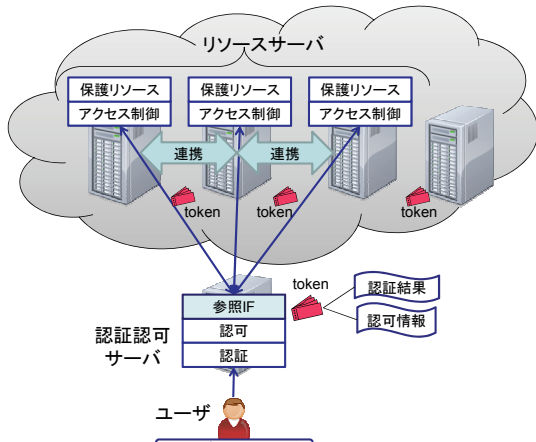 リソースサーバ
保護リソース
保護リソース
保護リソース
アクセス制御
アクセス制御
アクセス制御
連携
連携
token
token
token
token
認証結果
参照IF
認可情報
認証認可
サーバ
認可
認証
ユーザ